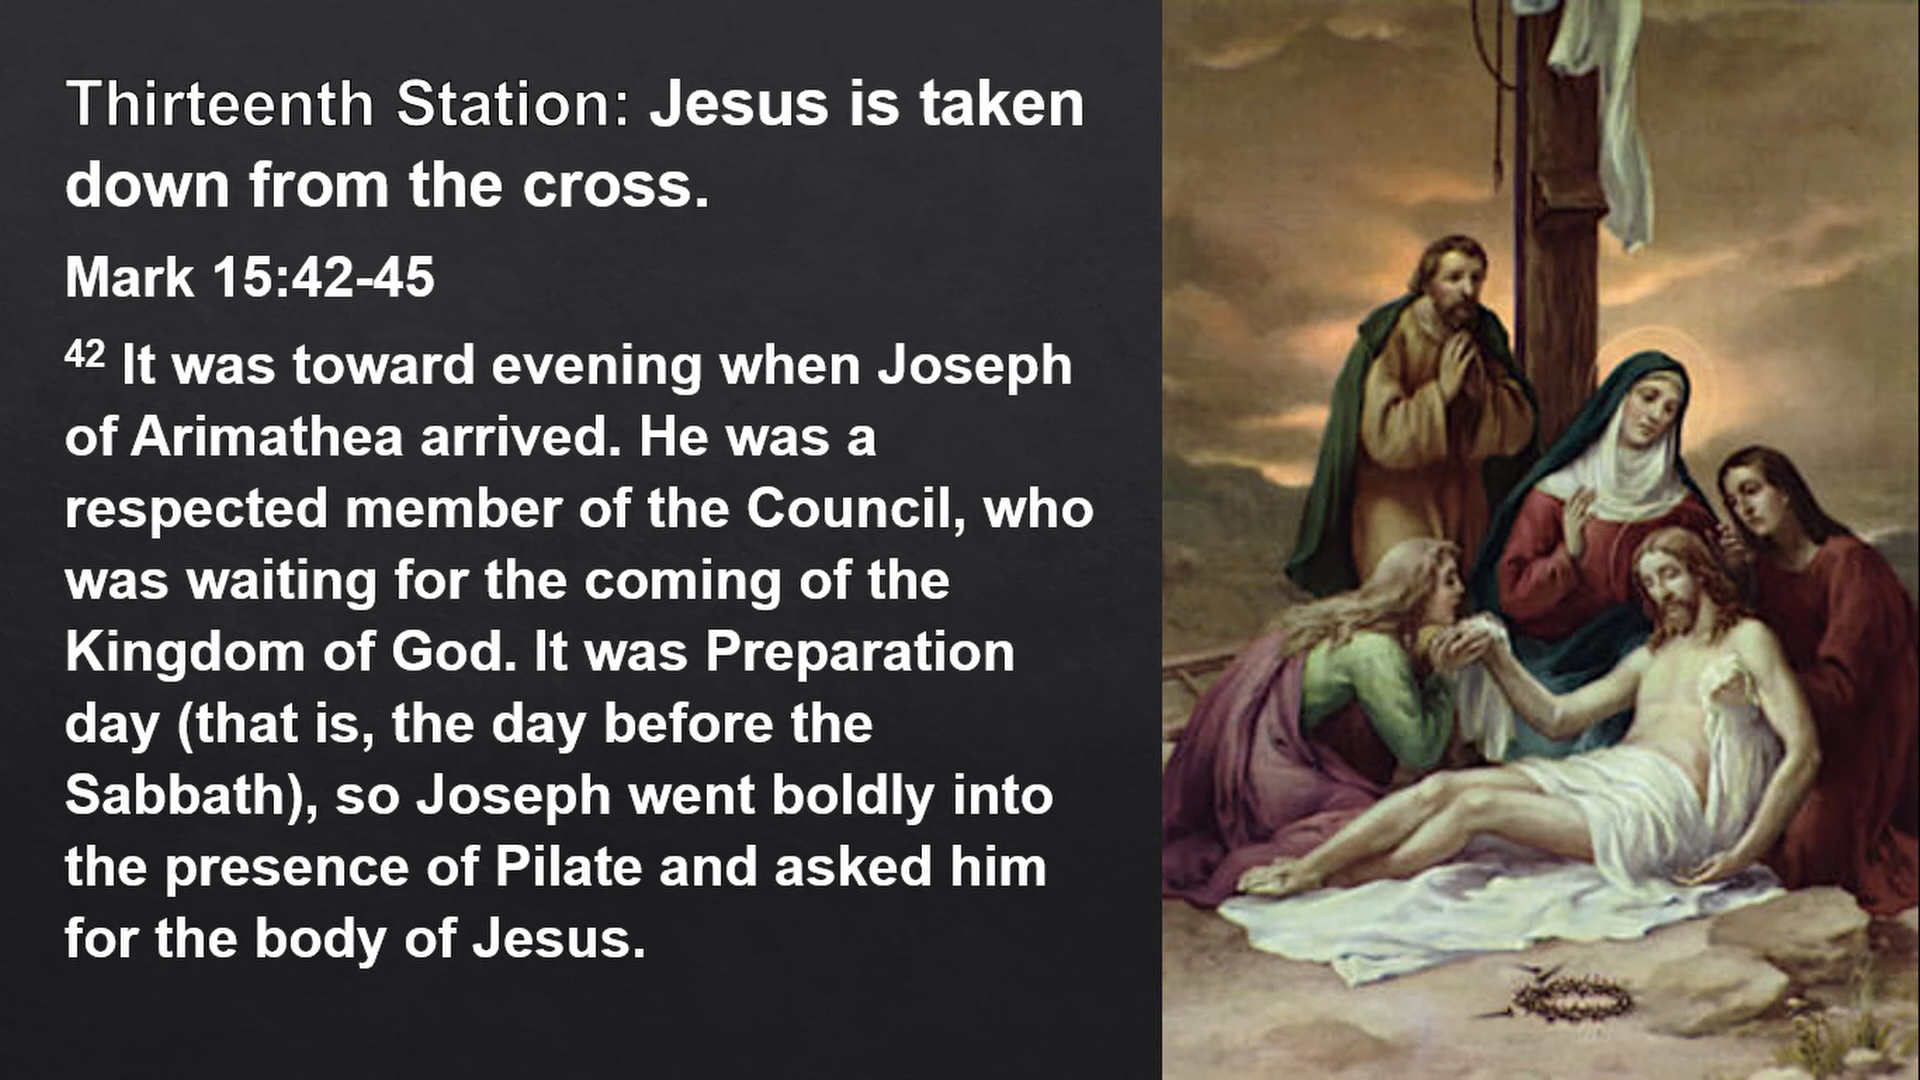 Thirteenth Station: Jesus is taken
down from the cross.
Mark 15:42-45
42 It was toward evening when Joseph
of Arimathea arrived. He was a
respected member of the Council, who
was waiting for the coming of the
Kingdom of God. It was Preparation
day (that is, the day before the
Sabbath), so Joseph went boldly into
the presence of Pilate and asked him
for the body of Jesus.